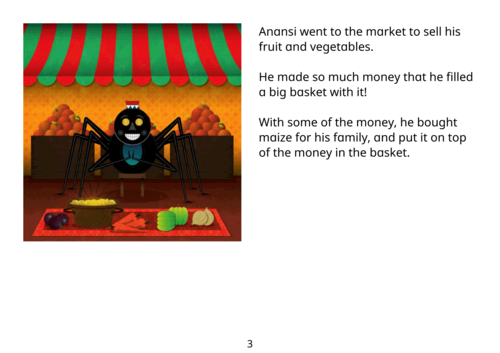 Anansi went to the market to sell his
fruit and vegetables.
He made so much money that he filled
a big basket with it!
With some of the money, he bought
maize for his family, and put it on top
of the money in the basket.
3